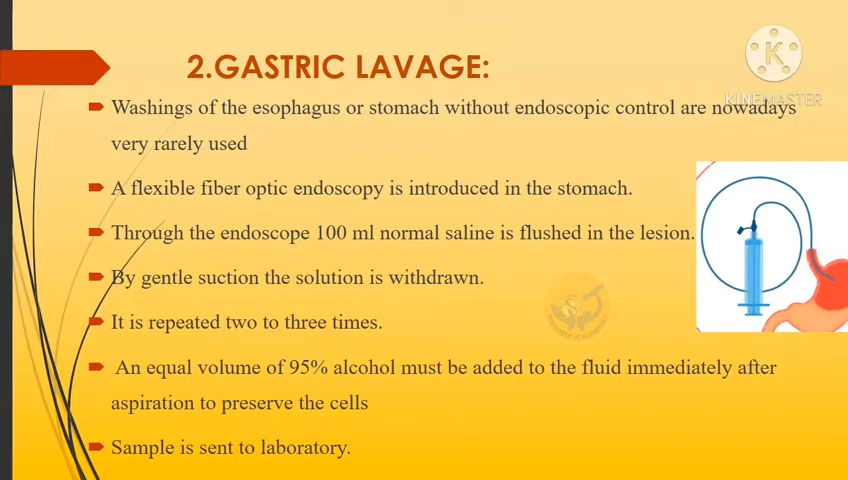 2.GASTRIC LAVAGE:
K
KINEMASTER
Washings of the esophagus or stomach without endoscopic control are nowadays
very rarely used
A flexible fiber optic endoscopy is introduced in the stomach.
Through the endoscope 100 ml normal saline is flushed in the lesion.
By gentle suction the solution is withdrawn.
It is repeated two to three times.
An equal volume of 95% alcohol must be added to the fluid immediately after
aspiration to preserve the cells
Sample is sent to laboratory.